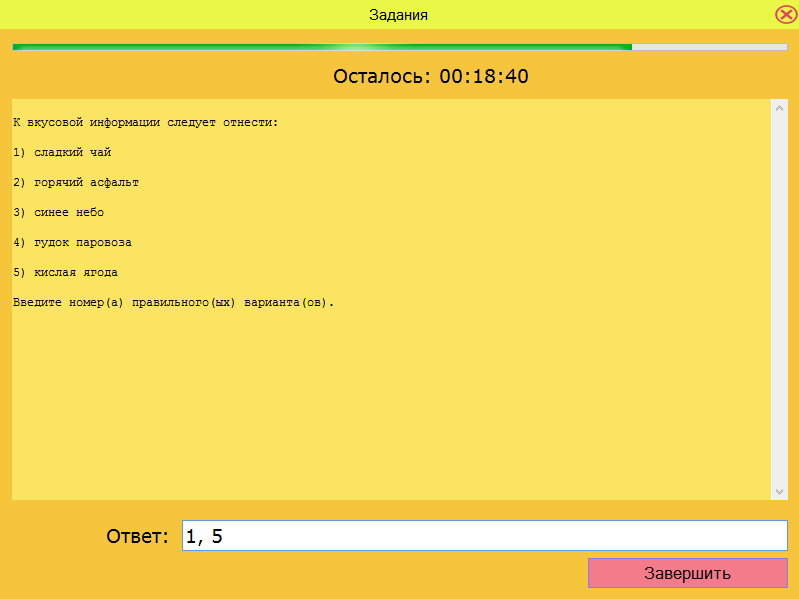 Задания
Осталось: 00:18:40
К вкусовой информации следует отнести:
1) сладкий чай
2) горячий асфальт
3) синее небо
4) гудок паровоза
5) кислая ягода
Введите номер(а) правильного(ых) варианта(ов).
Ответ: 1, 5
Завершить